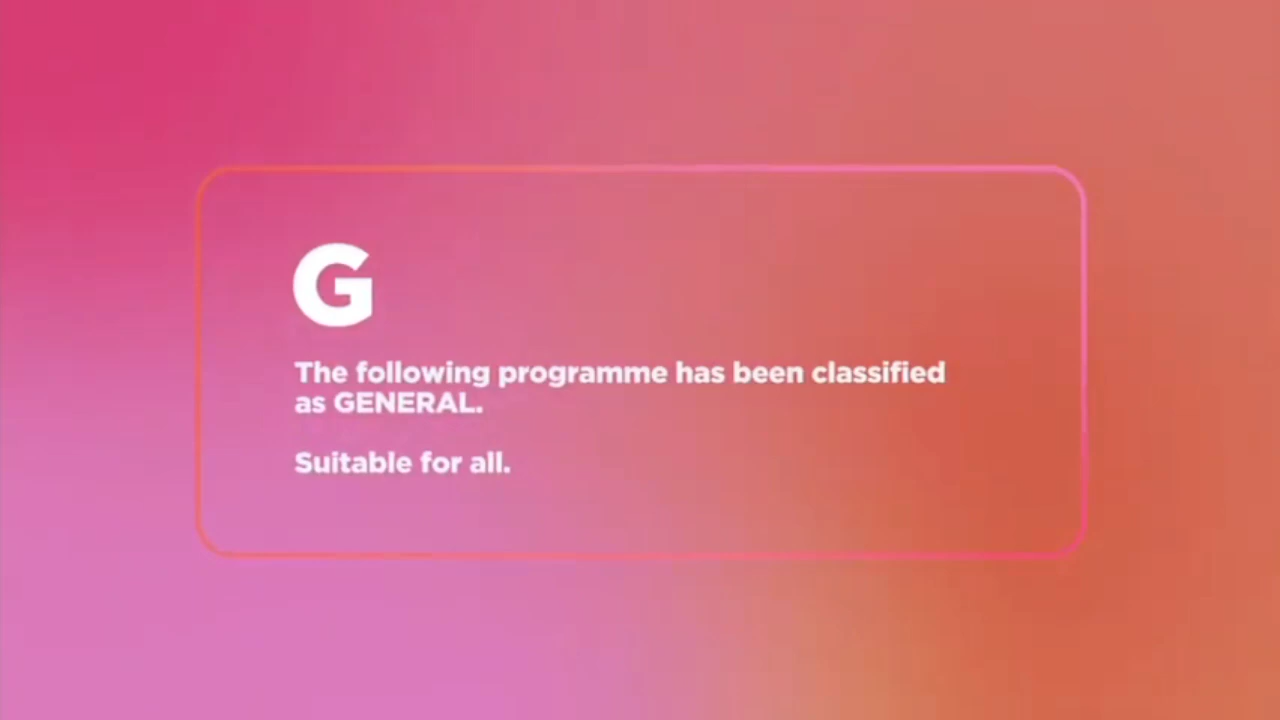 G
The following programme has been classified
as GENERAL.
Suitable for all.